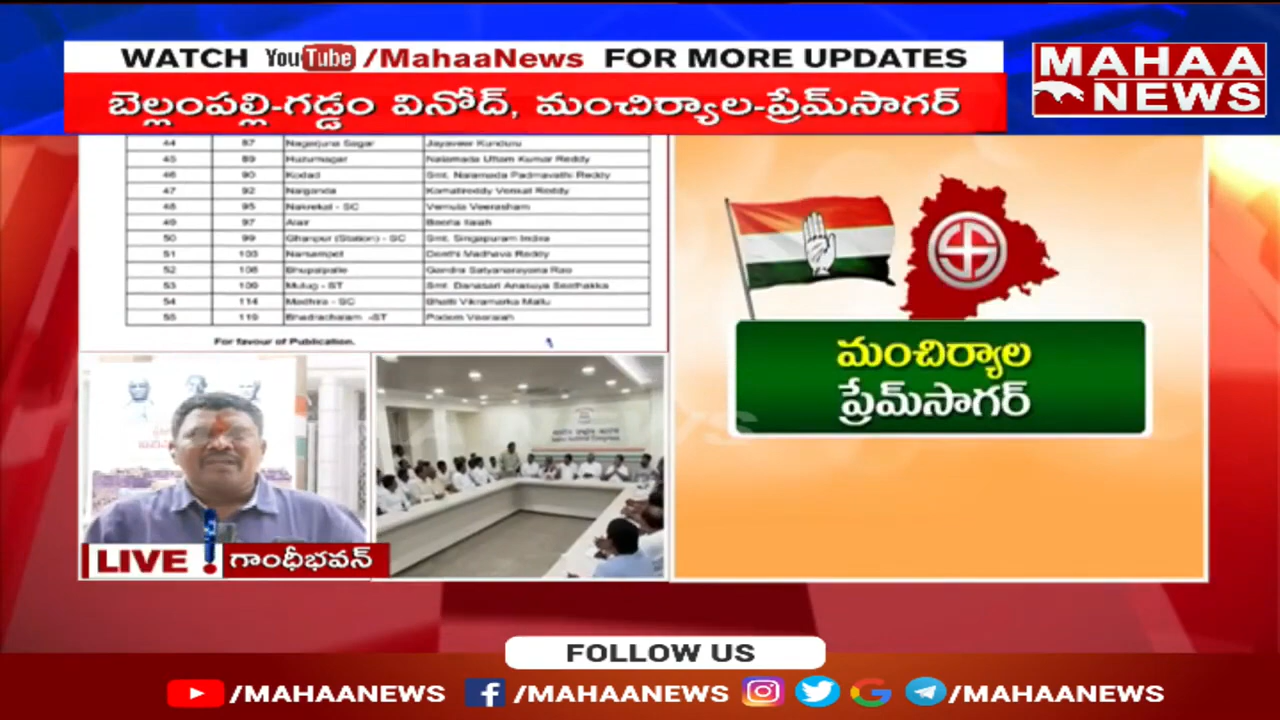 WATCH YouTube /MahaaNews FOR MORE UPDATES
MAHAA
NEWS
బెల్లంపల్లి-గడ్డం వినోద్, మంచిర్యాల-ప్రేమ్‌సాగర్
44 87 Nagarjuna Sagar Jayaveer Kunduru
45 89 Huzurnagar Nalamada Uttam Kumar Reddy
46 90 Kodad Smt. Nalamada Padmavathi Reddy
47 92 Nalgonda Komatireddy Venkat Reddy
48 95 Nakrekal - SC Vemula Veeresham
49 97 Alair Beerla Ilaiah
50 99 Ghanpur (Station) - SC Smt. Singapuram Indira
51 103 Narsampet Donthi Madhava Reddy
52 108 Bhupalpalle Gandra Satyanarayana Rao
53 109 Mulug - ST Smt. Danasari Anasuya Seethakka
54 114 Madhira - SC Bhatti Vikramarka Mallu
55 119 Bhadrachalam -ST Podem Veeraiah
For favour of Publication.
మంచిర్యాల
ప్రేమ్‌సాగర్
LIVE గాంధీభవన్
FOLLOW US
/MAHAANEWS /MAHAANEWS /MAHAANEWS